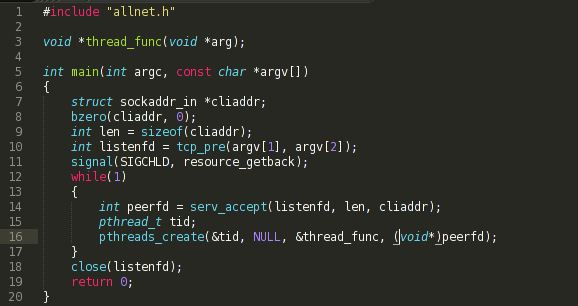 1 #include "allnet.h"
2
3 void *thread_func(void *arg);
4
5 int main(int argc, const char *argv[])
6 {
7 struct sockaddr_in *cliaddr;
8 bzero(cliaddr, 0);
9 int len = sizeof(cliaddr);
10 int listenfd = tcp_pre(argv[1], argv[2]);
11 signal(SIGCHLD, resource_getback);
12 while(1)
13 {
14 int peerfd = serv_accept(listenfd, len, cliaddr);
15 pthread_t tid;
16 pthreads_create(&tid, NULL, &thread_func, (void*)peerfd);
17 }
18 close(listenfd);
19 return 0;
20 }